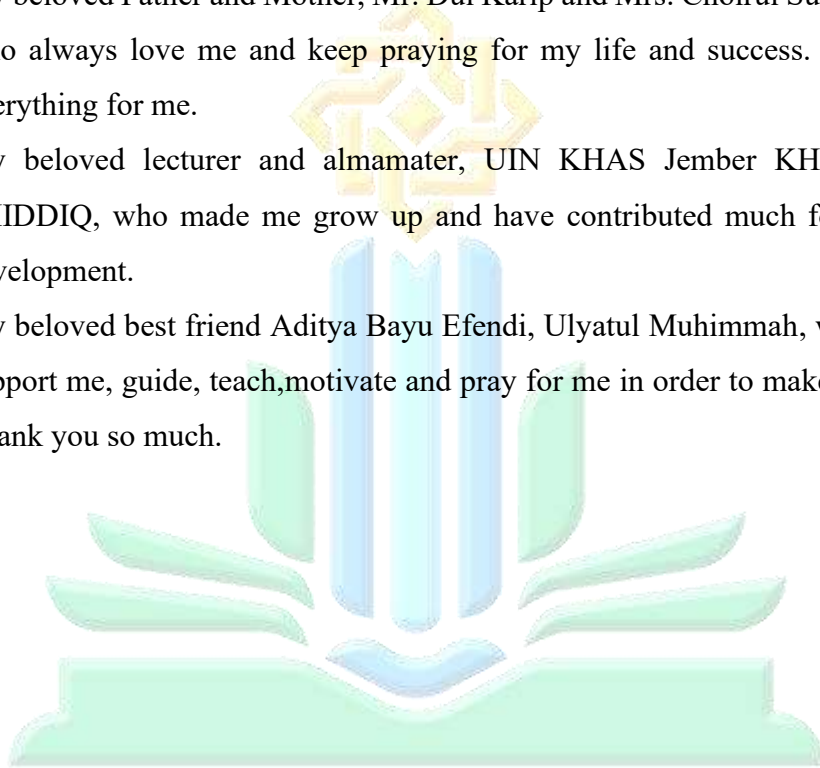 beloved Father and Mother, Mr. Dul Karip and Mrs. Choirul Su
always love me and keep praying for my life and success.
erything for me.
beloved lecturer and almamater, UIN KHAS Jember KH
IDDIQ, who made me grow up and have contributed much f
velopment.
beloved best friend Aditya Bayu Efendi, Ulyatul Muhimmah,
pport me, guide, teach,motivate and pray for me in order to make
ank you so much.